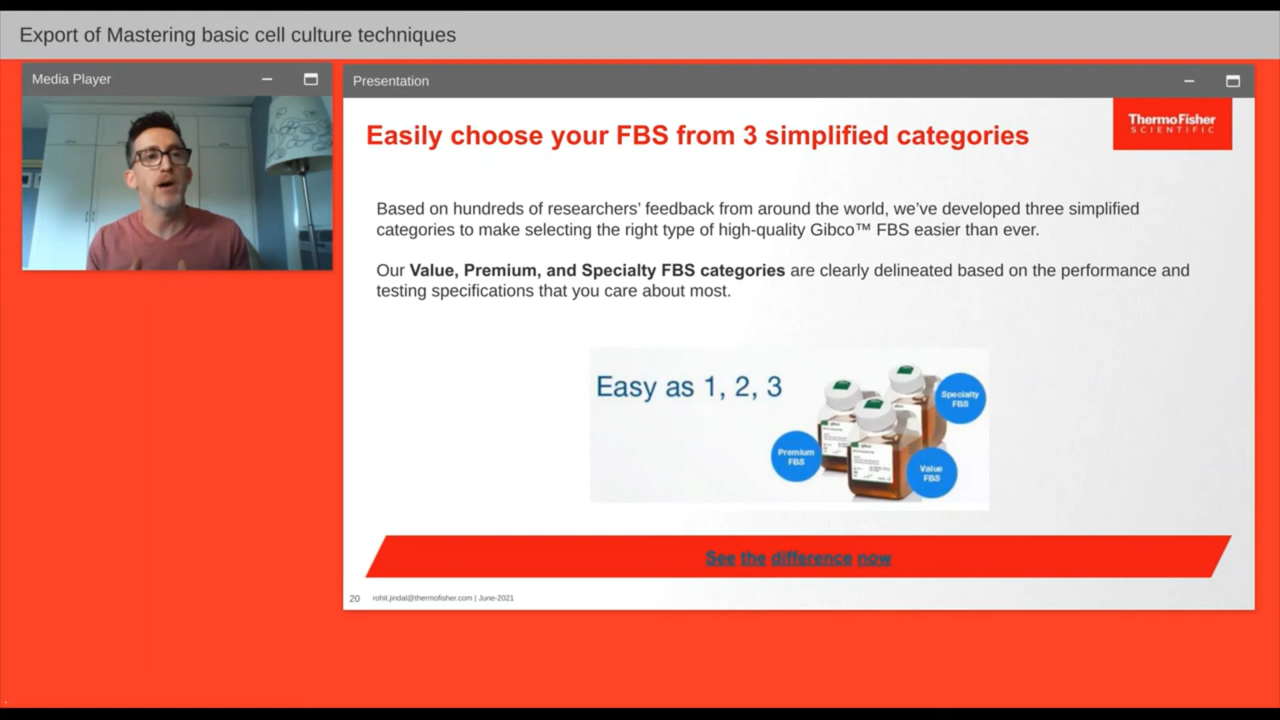 Export of Mastering basic cell culture techniques
Media Player
Presentation
ThermoFisher
SCIENTIFIC
Easily choose your FBS from 3 simplified categories
Based on hundreds of researchers’ feedback from around the world, we’ve developed three simplified
categories to make selecting the right type of high-quality Gibco™ FBS easier than ever.
Our Value, Premium, and Specialty FBS categories are clearly delineated based on the performance and
testing specifications that you care about most.
Easy as 1, 2, 3
Specialty
FBS
Premium
FBS
Value
FBS
See the difference now
20 rohit.jindal@thermofisher.com | June-2021